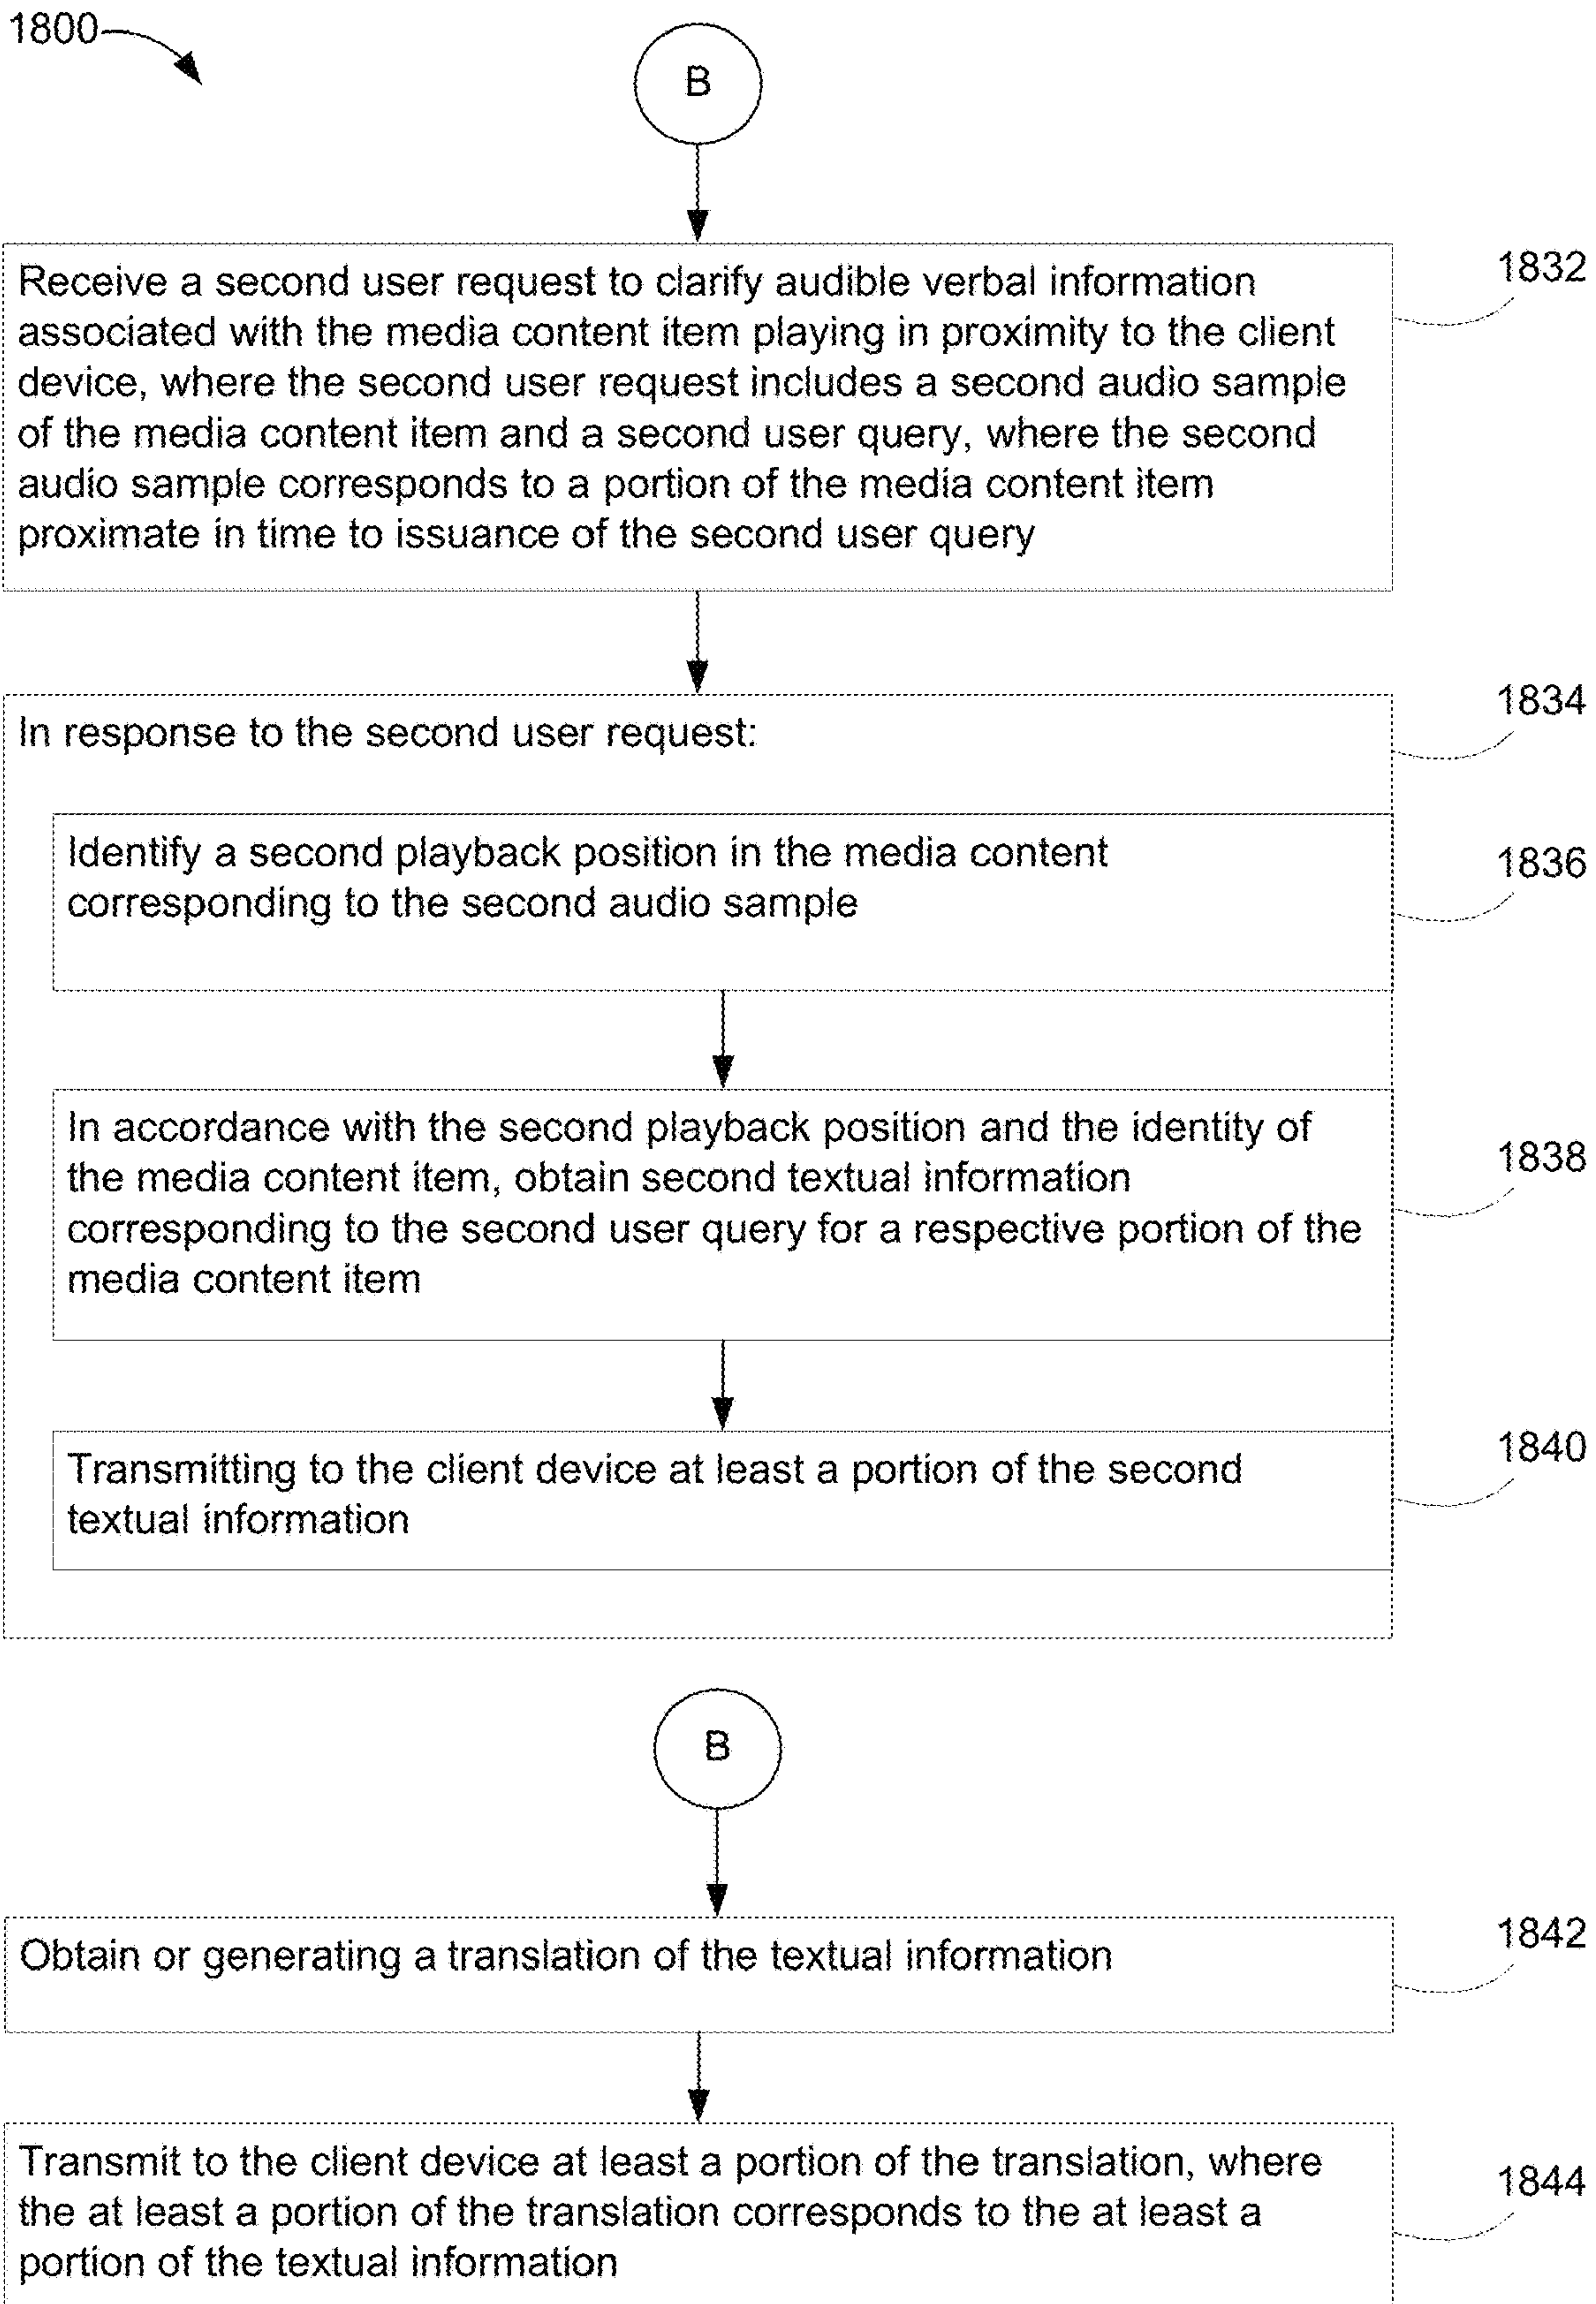 1800
B
Receive a second user request to clarify audible verbal information
associated with the media content item playing in proximity to the client
device, where the second user request includes a second audio sample
of the media content item and a second user query, where the second
audio sample corresponds to a portion of the media content item
proximate in time to issuance of the second user query
1832
In response to the second user request:
1834
Identify a second playback position in the media content
corresponding to the second audio sample
1836
In accordance with the second playback position and the identity of
the media content item, obtain second textual information
corresponding to the second user query for a respective portion of the
media content item
1838
Transmitting to the client device at least a portion of the second
textual information
1840
B
Obtain or generating a translation of the textual information
1842
Transmit to the client device at least a portion of the translation, where
the at least a portion of the translation corresponds to the at least a
portion of the textual information
1844